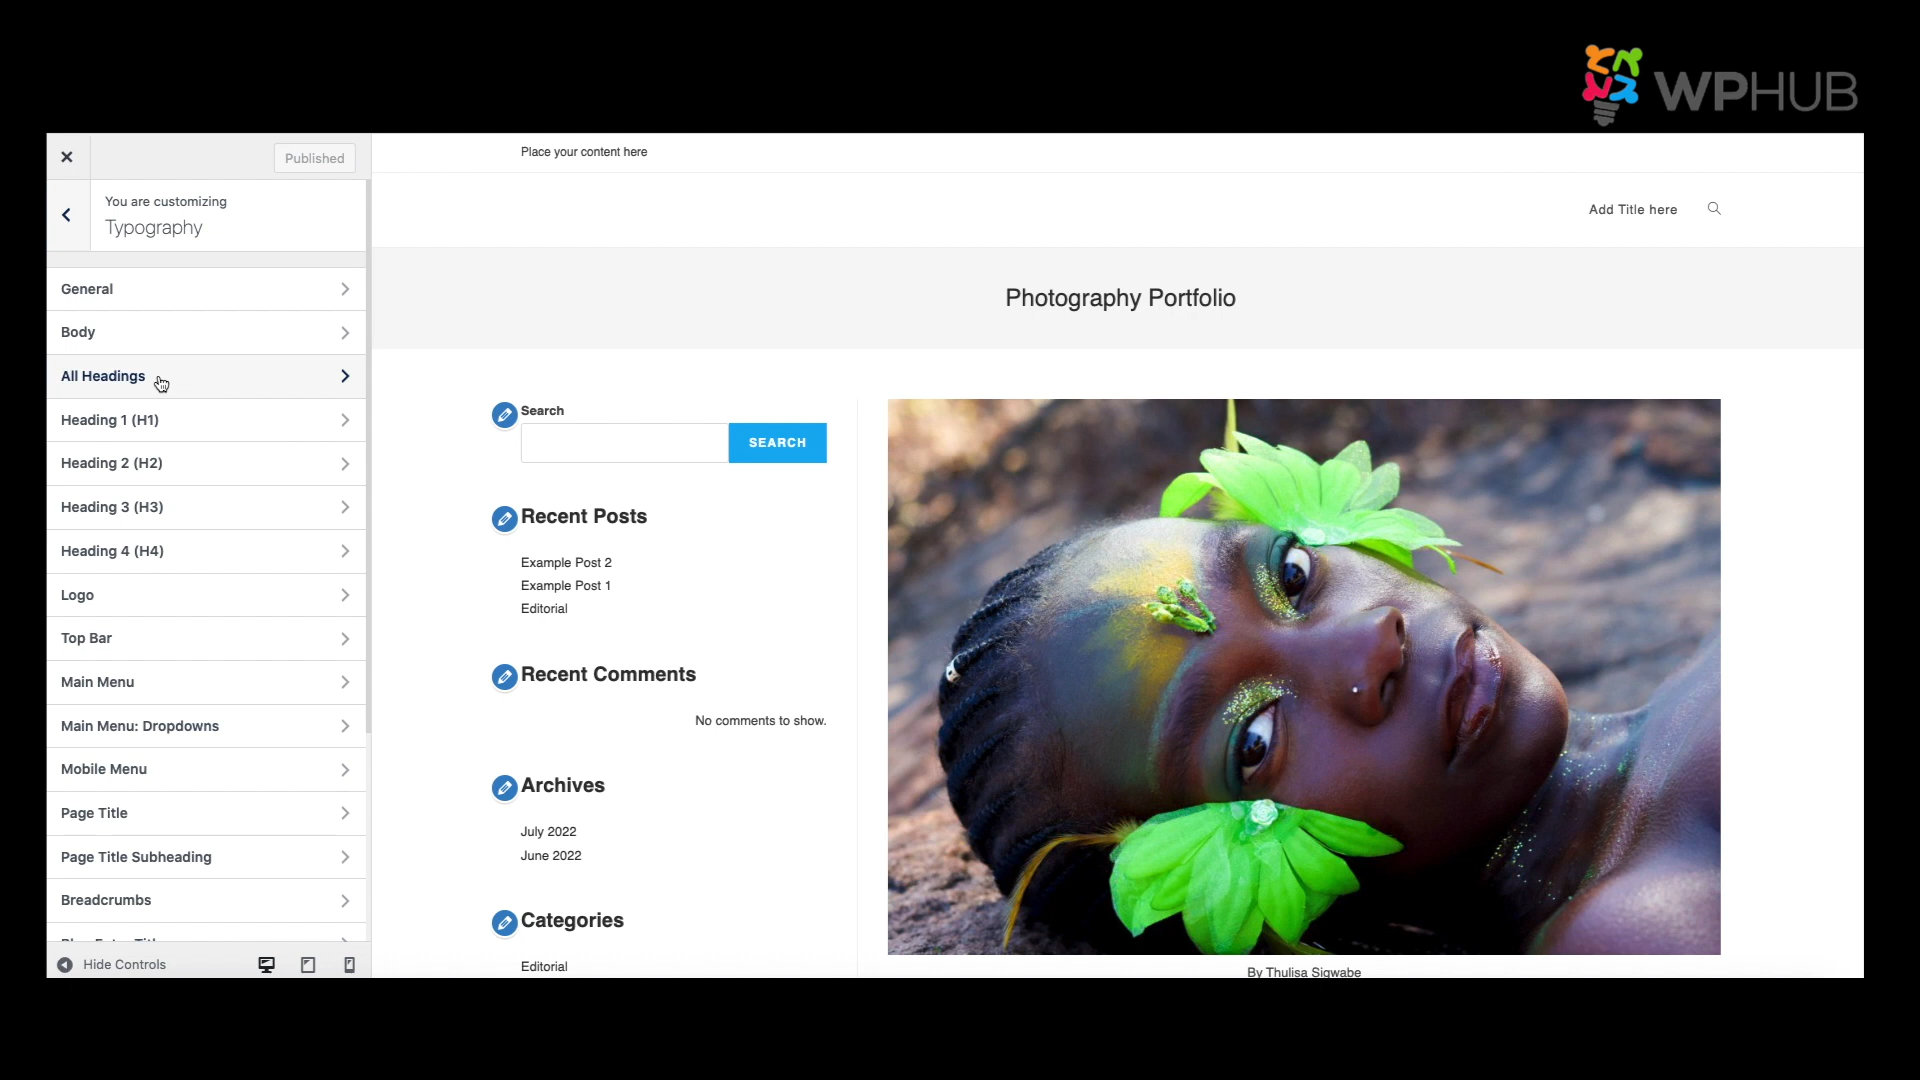 WPHUB
Published
You are customizing
Typography
General
Body
All Headings
Heading 1 (H1)
Heading 2 (H2)
Heading 3 (H3)
Heading 4 (H4)
Logo
Top Bar
Main Menu
Main Menu: Dropdowns
Mobile Menu
Page Title
Page Title Subheading
Breadcrumbs
Hide Controls
Place your content here
Add Title here
Photography Portfolio
Search
SEARCH
Recent Posts
Example Post 2
Example Post 1
Editorial
Recent Comments
No comments to show.
Archives
July 2022
June 2022
Categories
Editorial
By Thulisa Sigwabe